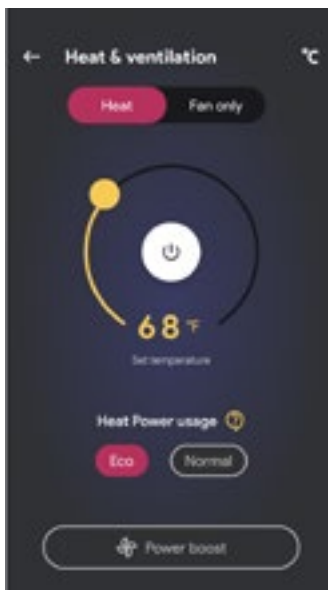 Heat & ventilation °C
Heat Fan only
68 °F
Set temperature
Heat Power usage
Eco Normal
Power boost